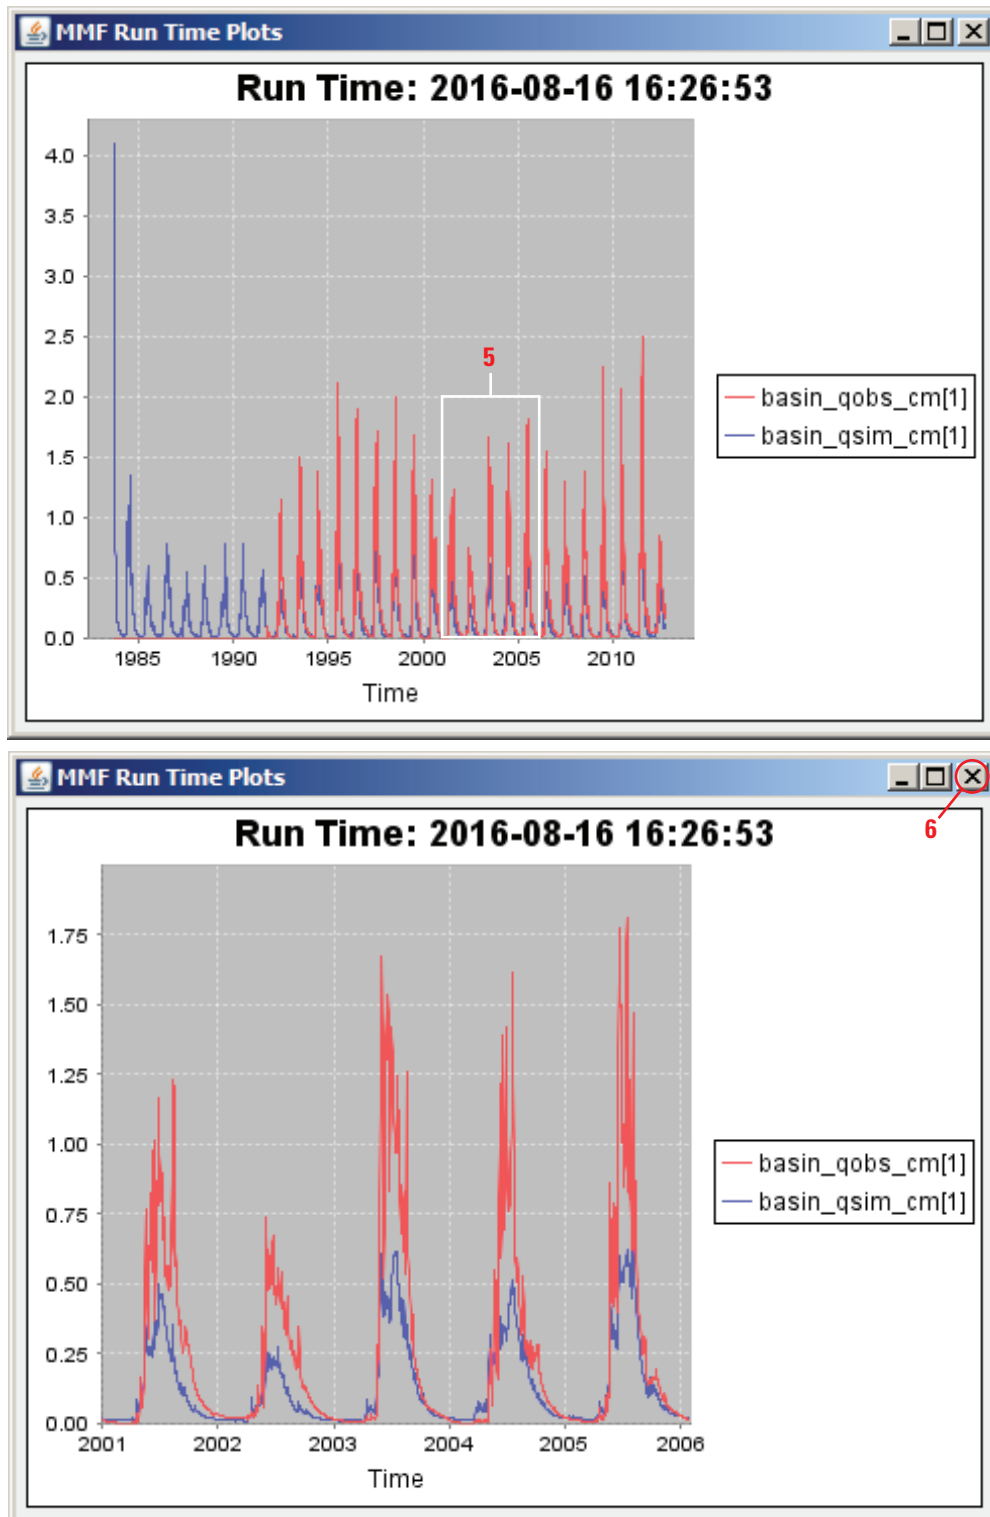 MMF Run Time Plots
Run Time: 2016-08-16 16:26:53
4.0
3.5
3.0
2.5
2.0
1.5
1.0
0.5
0.0
5
1985 1990 1995 2000 2005 2010
Time
basin_qobs_cm[1]
basin_qsim_cm[1]
MMF Run Time Plots
6
Run Time: 2016-08-16 16:26:53
1.75
1.50
1.25
1.00
0.75
0.50
0.25
0.00
2001 2002 2003 2004 2005 2006
Time
basin_qobs_cm[1]
basin_qsim_cm[1]